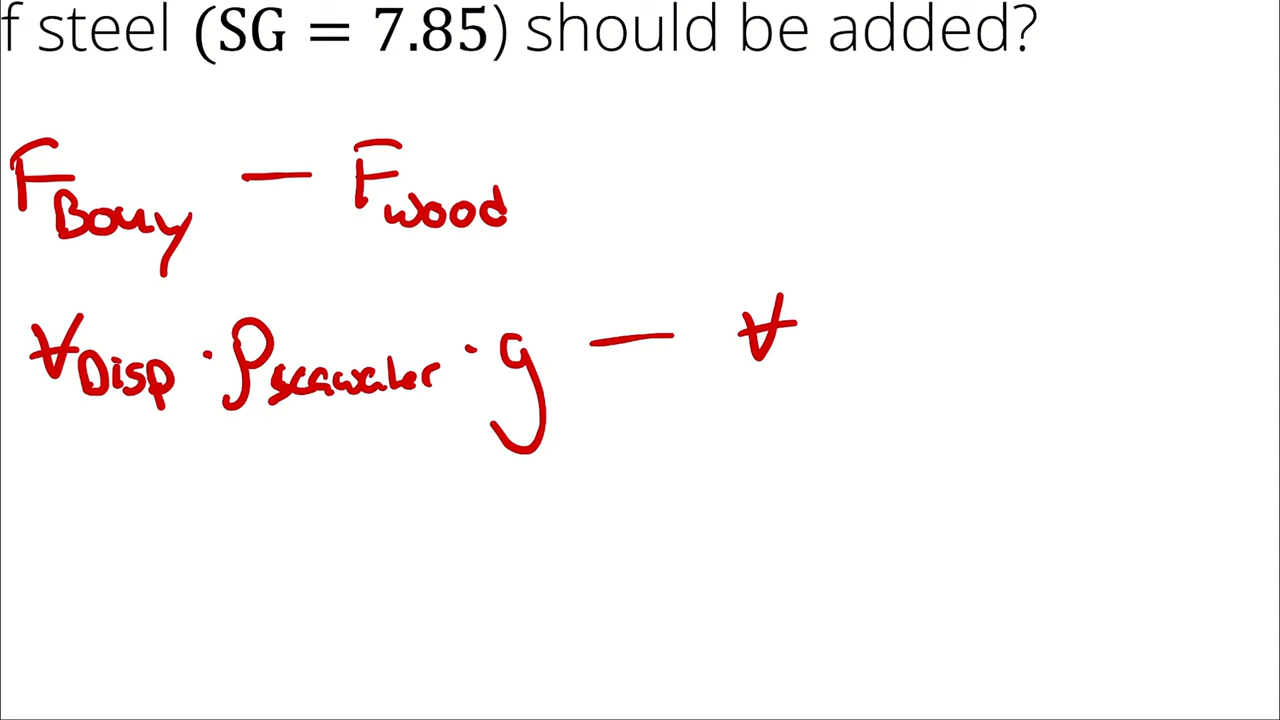 f steel (SG = 7.85) should be added?
F_Bouy — F_wood
∀_Disp · ρ_seawater · g — ∀